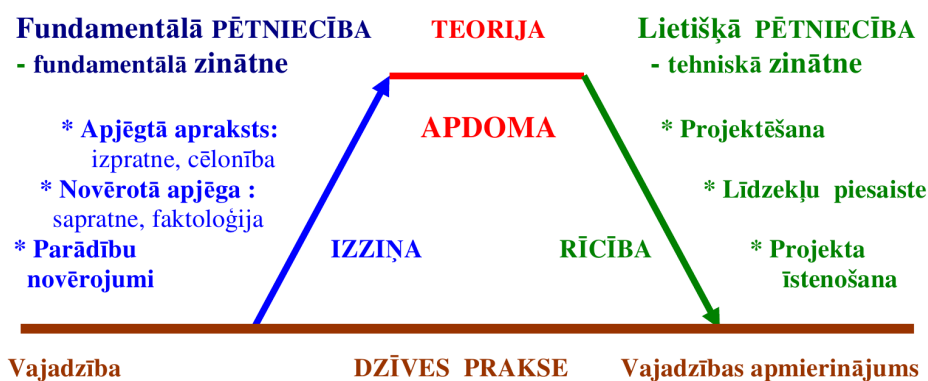 Fundamentālā PĒTNIECĪBA
- fundamentālā zinātne
TEORIJA
Lietišķā PĒTNIECĪBA
- tehniskā zinātne
* Apjēgtā apraksts:
izpratne, cēlonība
* Novērotā apjēga :
sapratne, faktoloģija
* Parādību
novērojumi
APDOMA
IZZIŅA
RĪCĪBA
* Projektēšana
* Līdzekļu piesaiste
* Projekta
īstenošana
Vajadzība
DZĪVES PRAKSE
Vajadzības apmierinājums